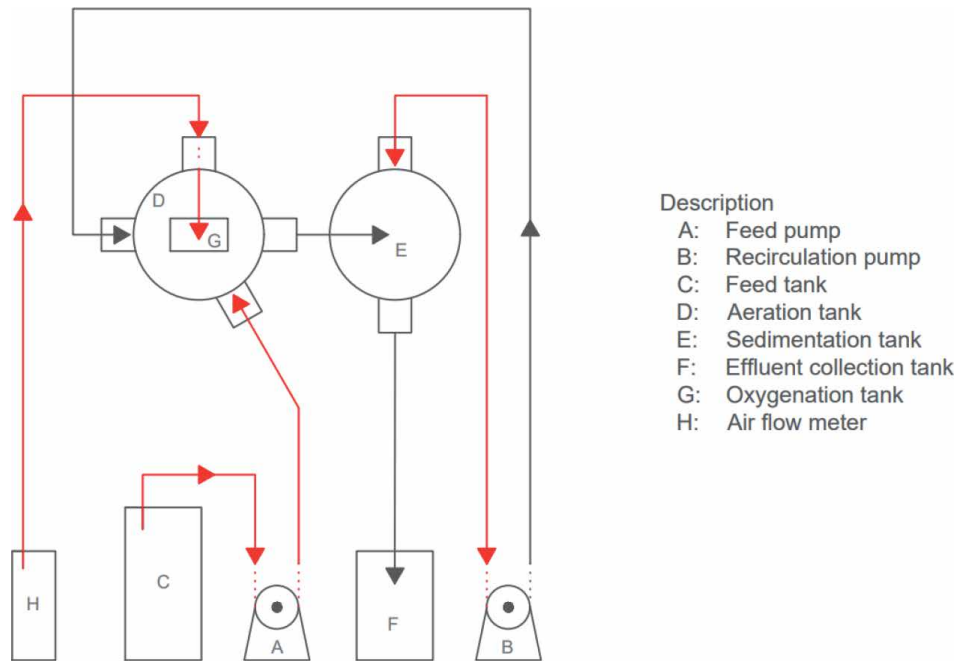 D
G
E
H
C
A
F
B
Description
A: Feed pump
B: Recirculation pump
C: Feed tank
D: Aeration tank
E: Sedimentation tank
F: Effluent collection tank
G: Oxygenation tank
H: Air flow meter